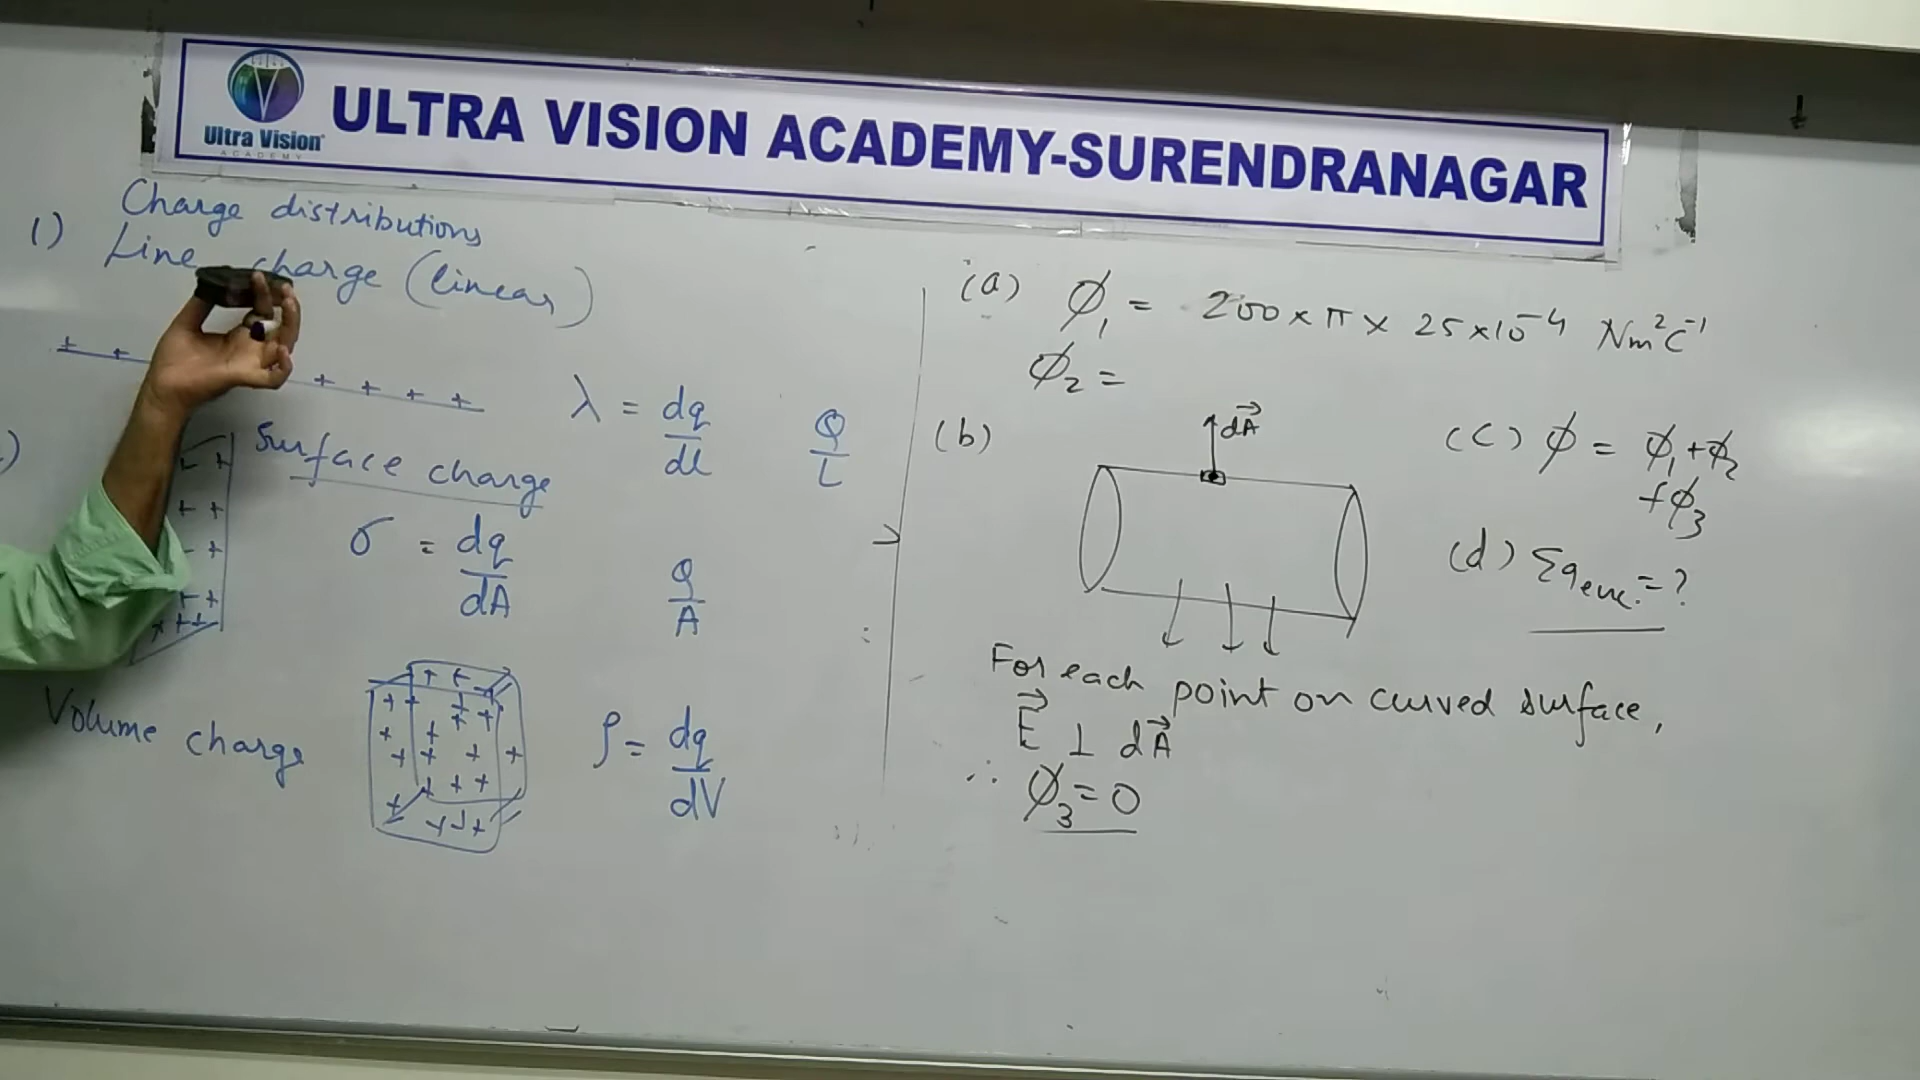 Ultra Vision
ACADEMY
ULTRA VISION ACADEMY-SURENDRANAGAR
Charge distributions
1) Line charge (linear)
+ +
+ + + +
λ = dq/dl Q/L
Surface charge
σ = dq/dA Q/A
Volume charge
ρ = dq/dV
(a) ϕ₁ = 200 × π × 25 × 10⁻⁴ Nm²C⁻¹
ϕ₂ =
(b)
dA⃗
(c) ϕ = ϕ₁ + ϕ₂
+ ϕ₃
(d) Σqenc. = ?
For each point on curved surface,
E⃗ ⊥ dA⃗
∴ ϕ₃ = 0